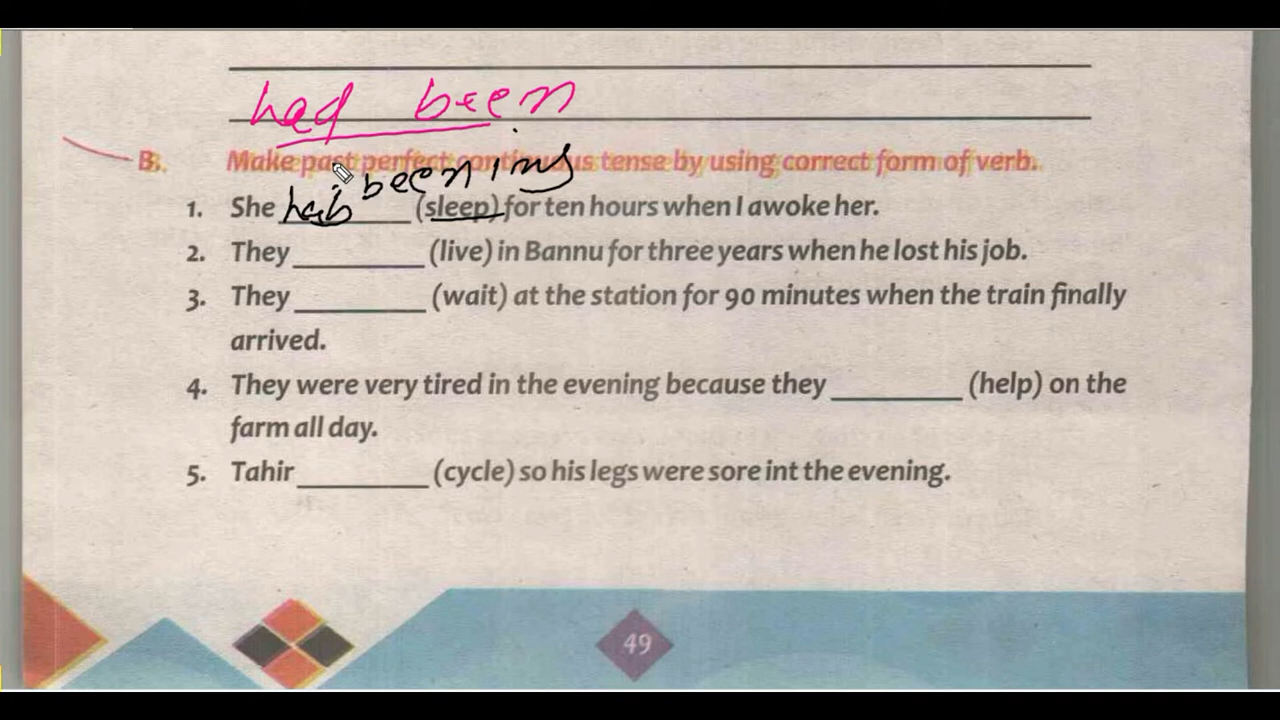 had been
B. Make past perfect continuous tense by using correct form of verb.
been ing
1. She had ________ (sleep) for ten hours when I awoke her.
2. They ________ (live) in Bannu for three years when he lost his job.
3. They ________ (wait) at the station for 90 minutes when the train finally
arrived.
4. They were very tired in the evening because they ________ (help) on the
farm all day.
5. Tahir ________ (cycle) so his legs were sore int the evening.
49